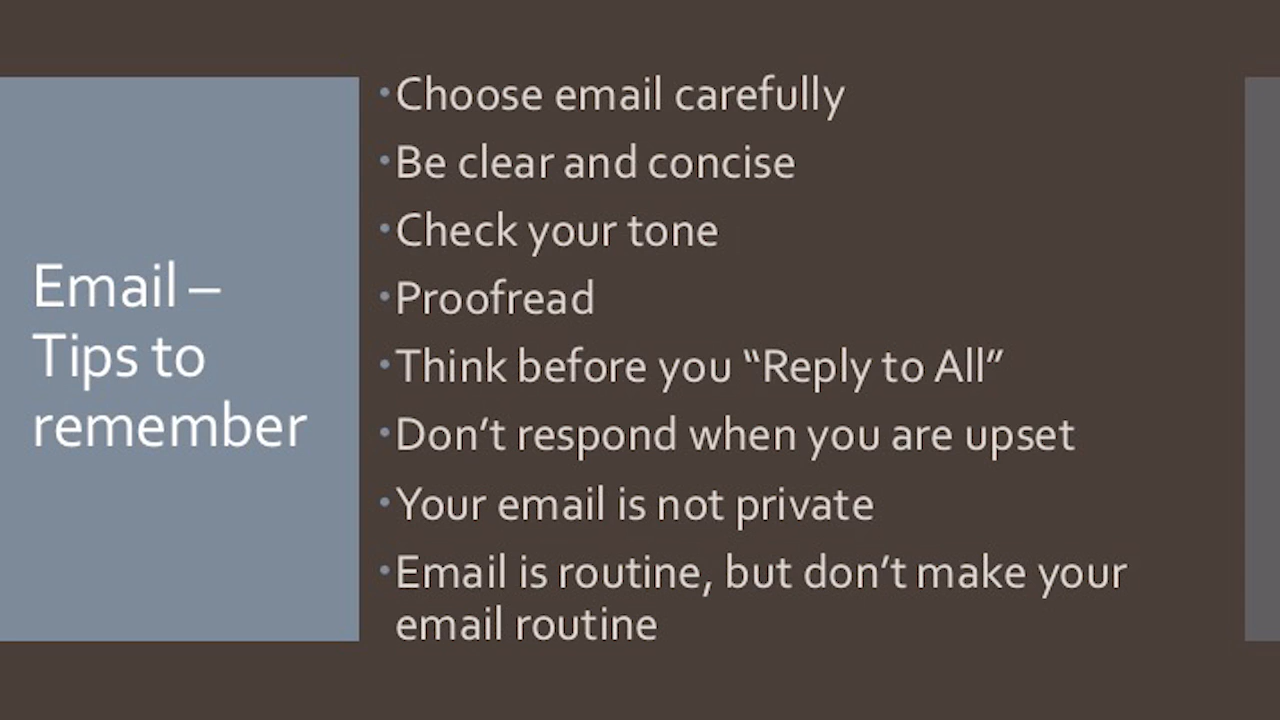 Email –
Tips to
remember
•Choose email carefully
•Be clear and concise
•Check your tone
•Proofread
•Think before you “Reply to All”
•Don’t respond when you are upset
•Your email is not private
•Email is routine, but don’t make your
email routine